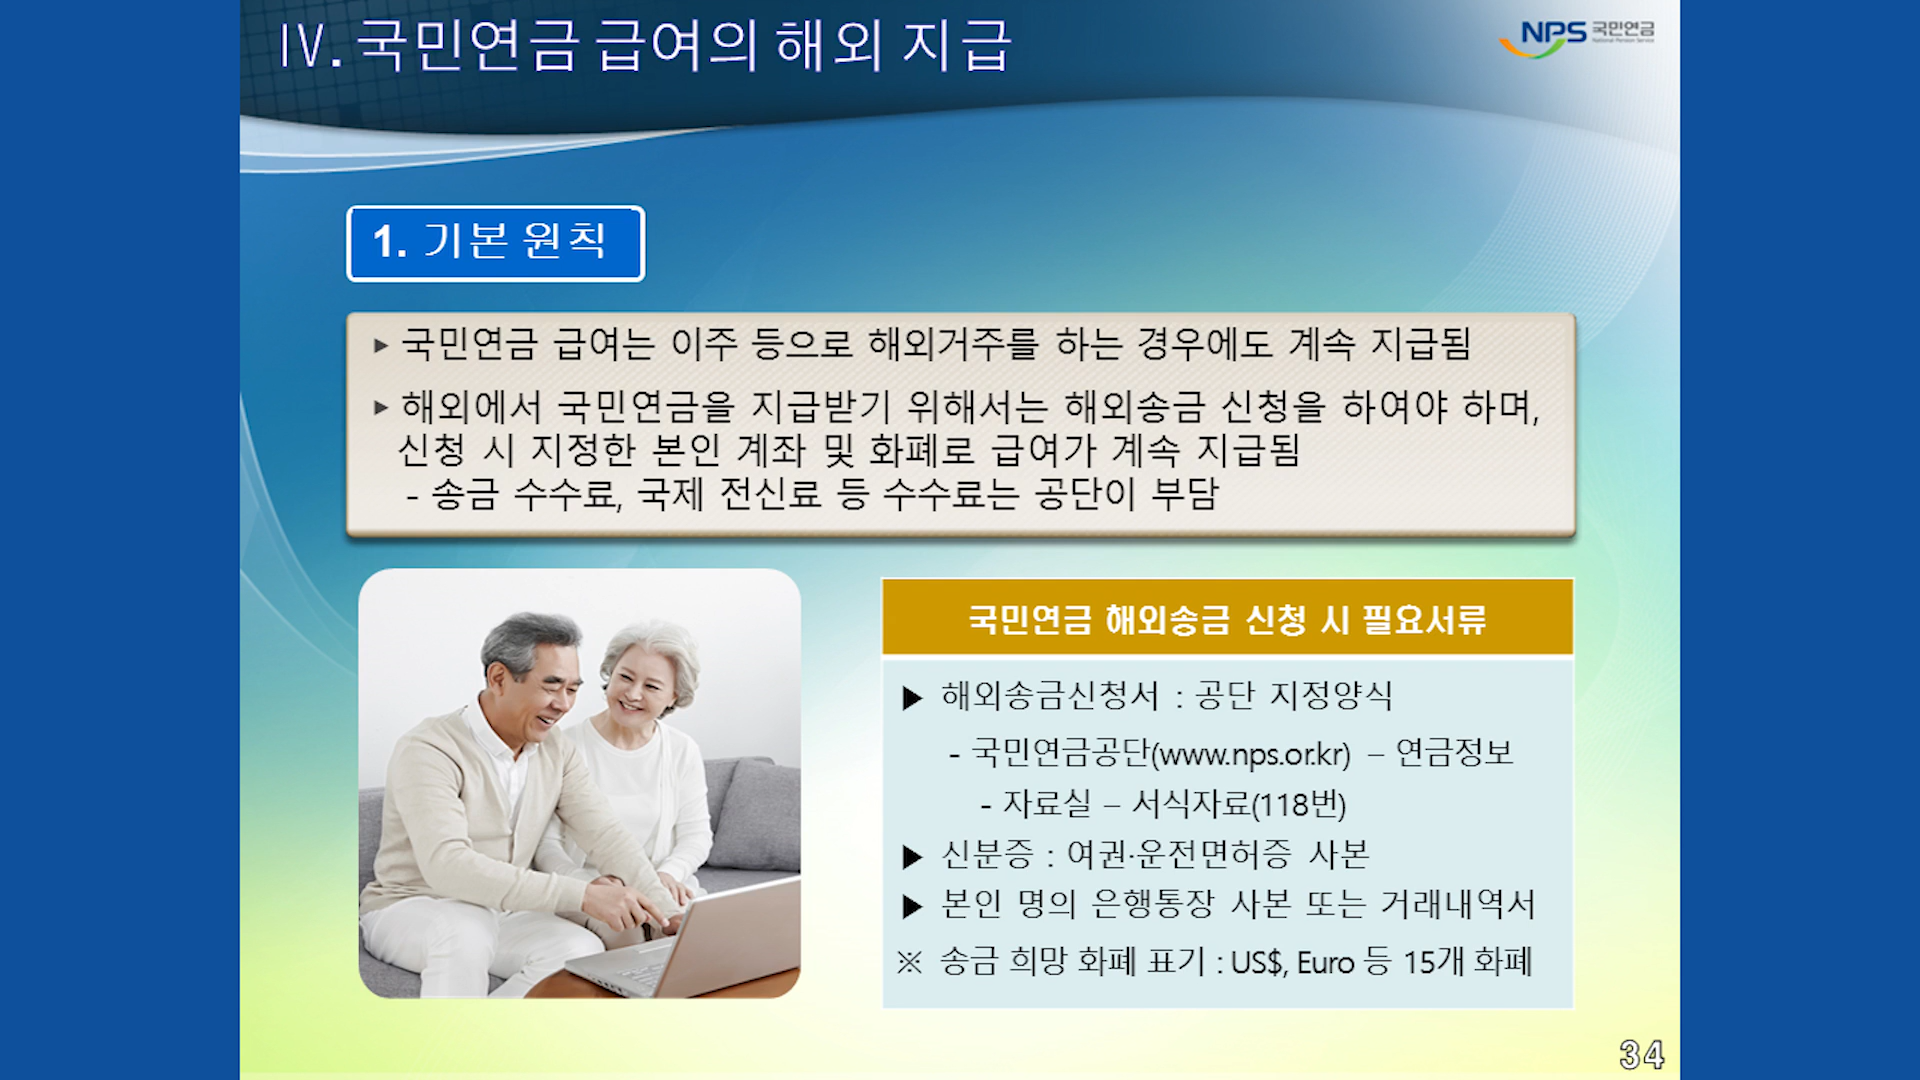 Ⅳ. 국민연금 급여의 해외 지급
NPS 국민연금
National Pension Service
1. 기본 원칙
▸ 국민연금 급여는 이주 등으로 해외거주를 하는 경우에도 계속 지급됨
▸ 해외에서 국민연금을 지급받기 위해서는 해외송금 신청을 하여야 하며,
신청 시 지정한 본인 계좌 및 화폐로 급여가 계속 지급됨
- 송금 수수료, 국제 전신료 등 수수료는 공단이 부담
국민연금 해외송금 신청 시 필요서류
▶ 해외송금신청서 : 공단 지정양식
- 국민연금공단(www.nps.or.kr) – 연금정보
- 자료실 – 서식자료(118번)
▶ 신분증 : 여권·운전면허증 사본
▶ 본인 명의 은행통장 사본 또는 거래내역서
※ 송금 희망 화폐 표기 : US$, Euro 등 15개 화폐
34